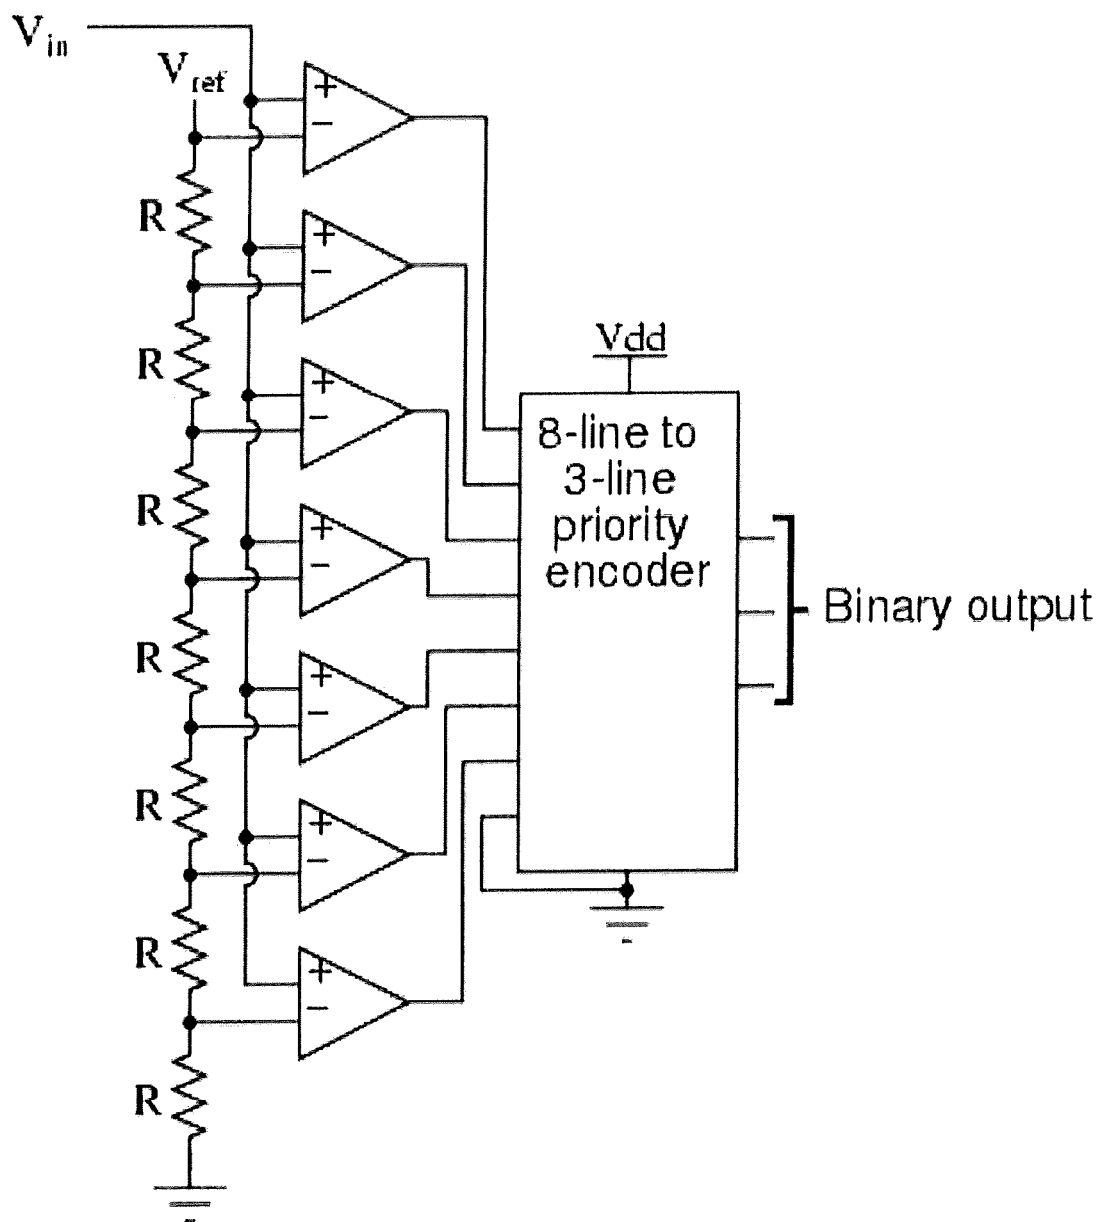 Vin
Vref
+
−
R
+
−
R
+
−
R
+
−
R
+
−
R
+
−
R
+
−
R
Vdd
8-line to
3-line
priority
encoder
Binary output